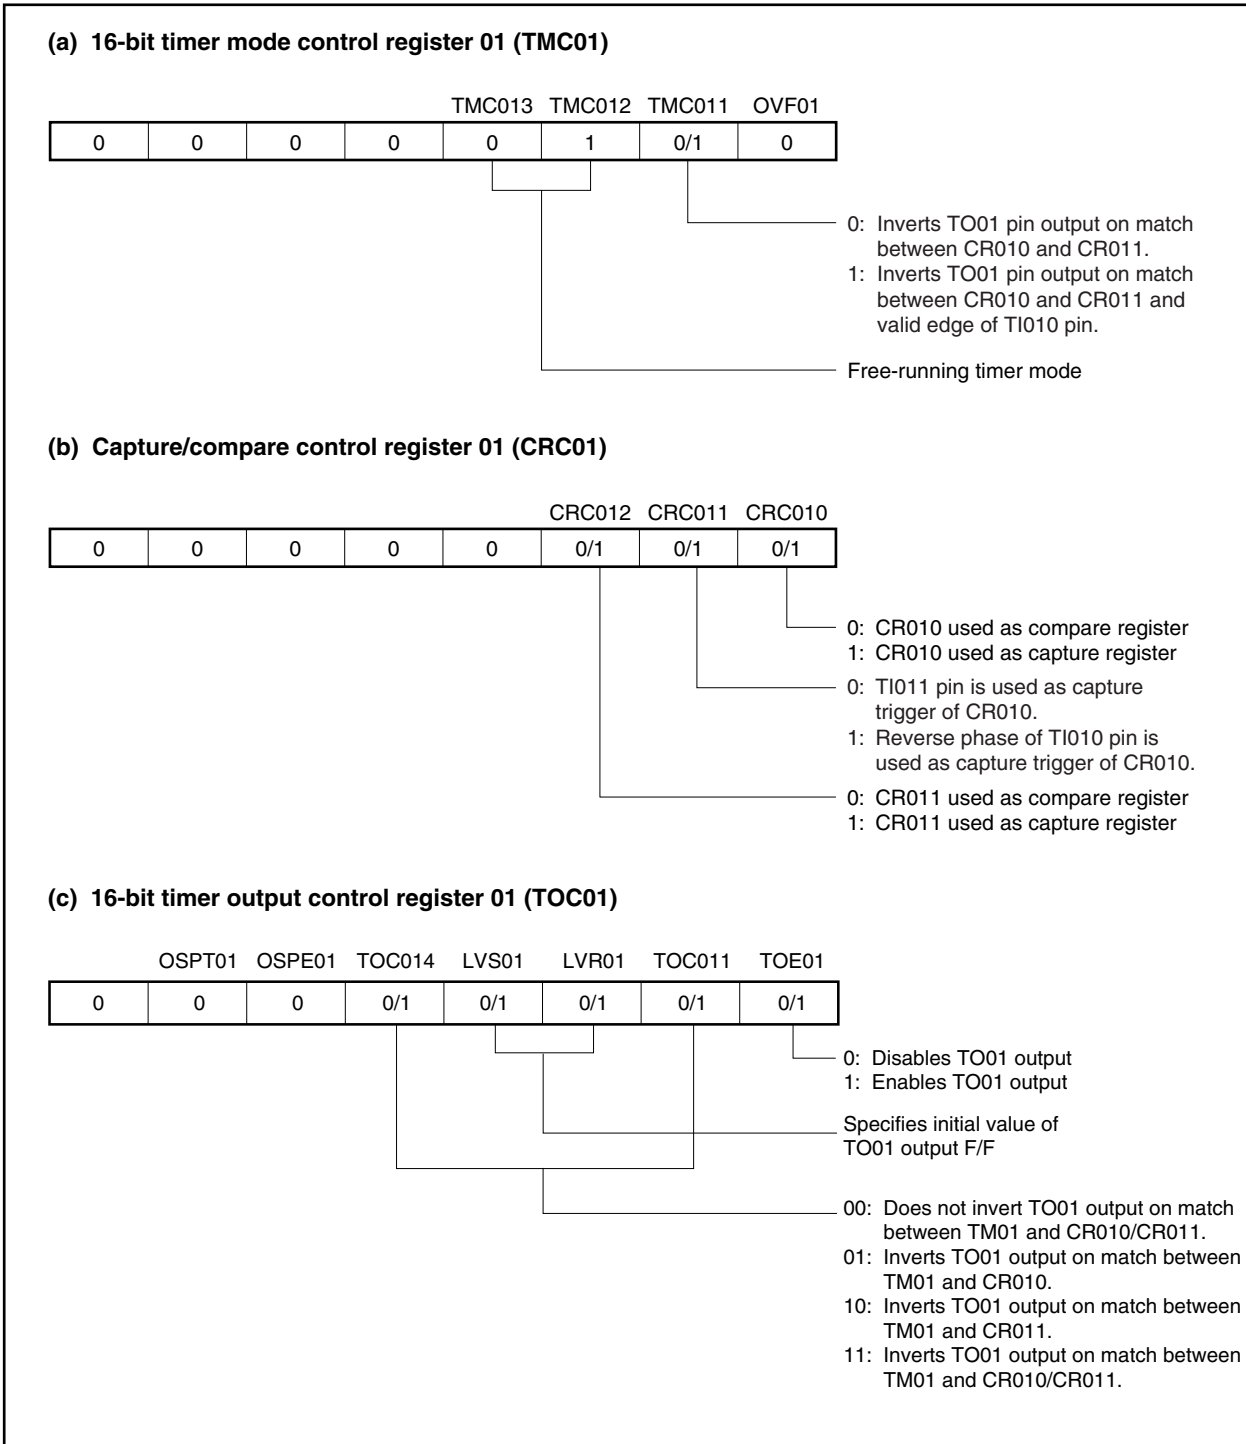 (a) 16-bit timer mode control register 01 (TMC01)
TMC013 TMC012 TMC011 OVF01
0 0 0 0 0 1 0/1 0
0: Inverts TO01 pin output on match
between CR010 and CR011.
1: Inverts TO01 pin output on match
between CR010 and CR011 and
valid edge of TI010 pin.
Free-running timer mode
(b) Capture/compare control register 01 (CRC01)
CRC012 CRC011 CRC010
0 0 0 0 0 0/1 0/1 0/1
0: CR010 used as compare register
1: CR010 used as capture register
0: TI011 pin is used as capture
trigger of CR010.
1: Reverse phase of TI010 pin is
used as capture trigger of CR010.
0: CR011 used as compare register
1: CR011 used as capture register
(c) 16-bit timer output control register 01 (TOC01)
OSPT01 OSPE01 TOC014 LVS01 LVR01 TOC011 TOE01
0 0 0 0/1 0/1 0/1 0/1 0/1
0: Disables TO01 output
1: Enables TO01 output
Specifies initial value of
TO01 output F/F
00: Does not invert TO01 output on match
between TM01 and CR010/CR011.
01: Inverts TO01 output on match between
TM01 and CR010.
10: Inverts TO01 output on match between
TM01 and CR011.
11: Inverts TO01 output on match between
TM01 and CR010/CR011.